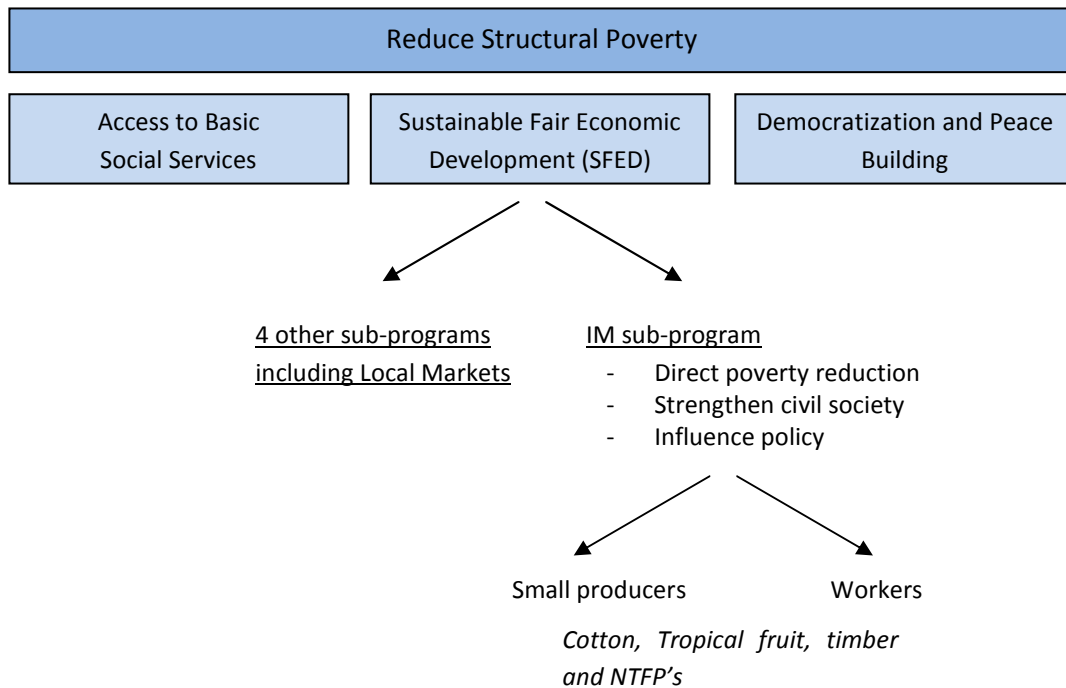 Reduce Structural Poverty
Access to Basic
Social Services
Sustainable Fair Economic
Development (SFED)
Democratization and Peace
Building
4 other sub-programs
including Local Markets
IM sub-program
- Direct poverty reduction
- Strengthen civil society
- Influence policy
Small producers
Workers
Cotton, Tropical fruit, timber
and NTFP's